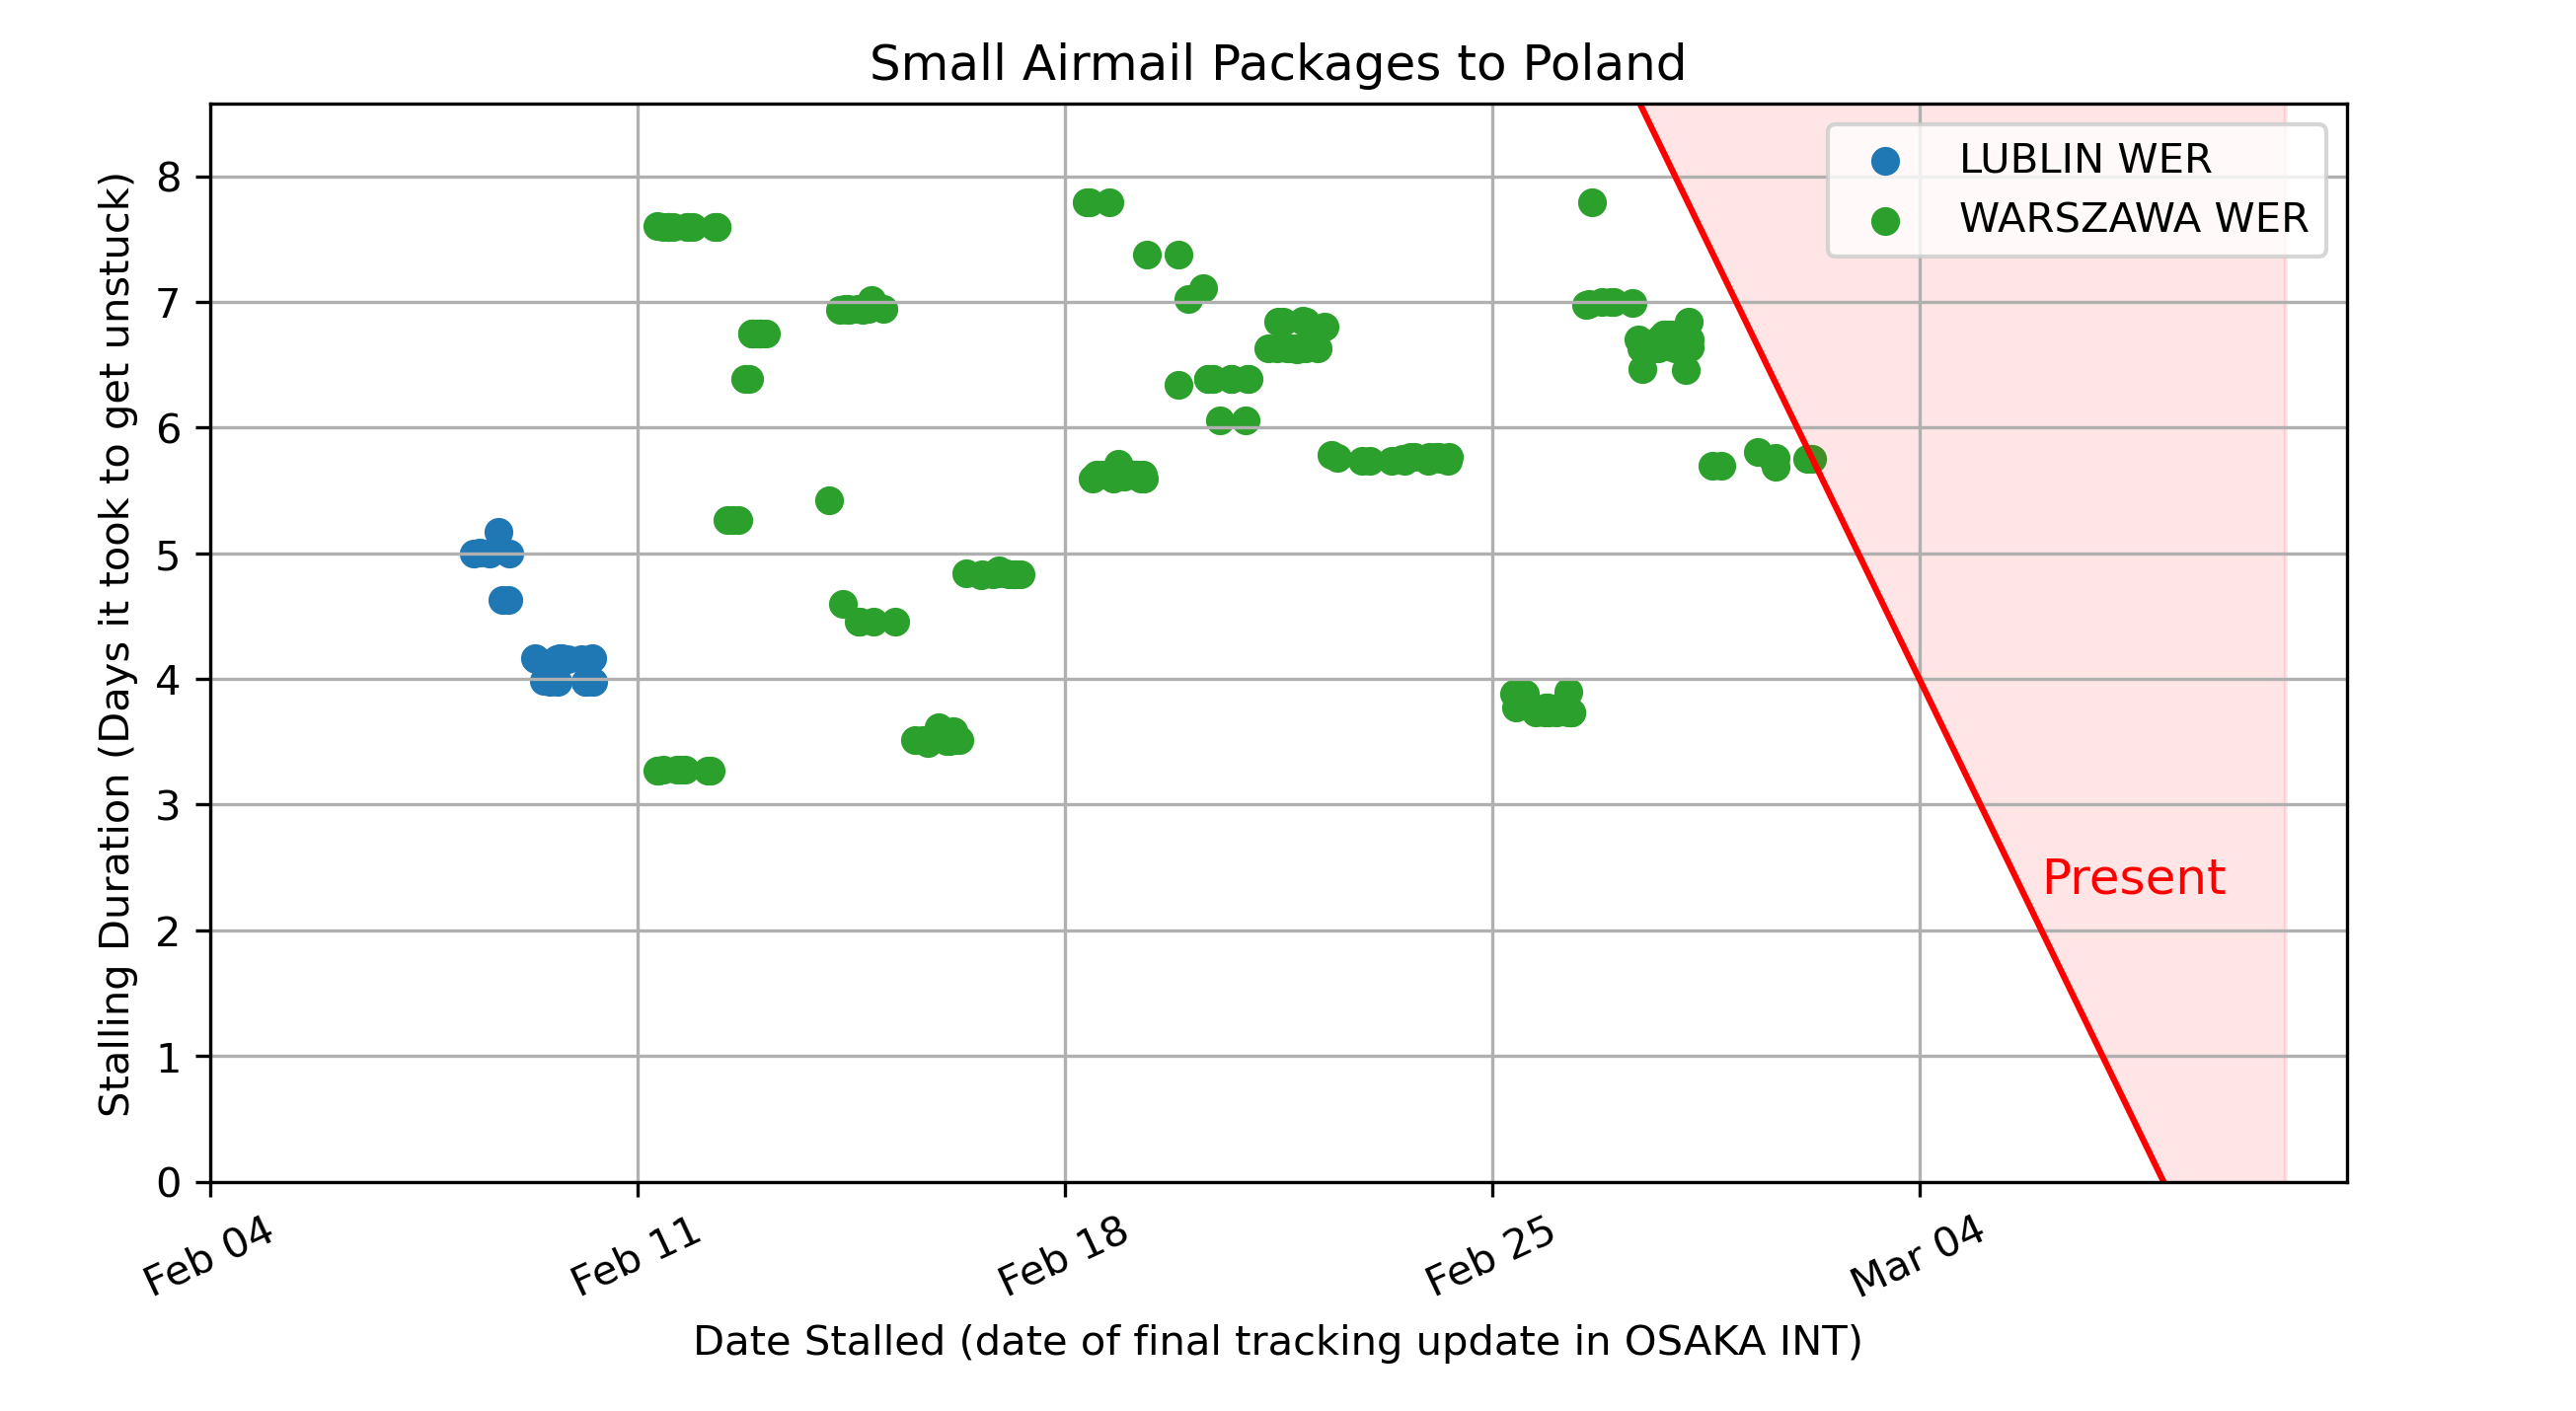 Small Airmail Packages to Poland
Stalling Duration (Days it took to get unstuck)
8
7
6
5
4
3
2
1
0
LUBLIN WER
WARSZAWA WER
Present
Feb 04
Feb 11
Feb 18
Feb 25
Mar 04
Date Stalled (date of final tracking update in OSAKA INT)